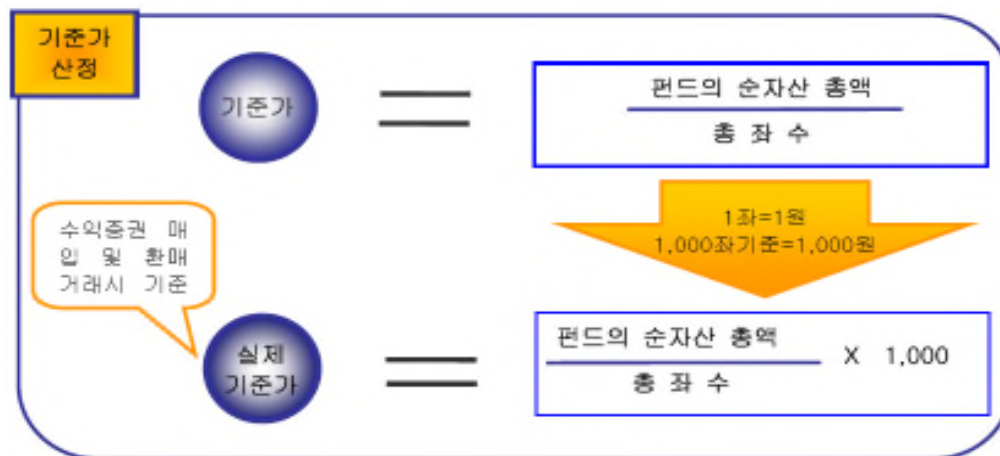 기준가
산정
기준가
펀드의 순자산 총액
총 좌 수
1좌=1원
1,000좌기준=1,000원
수익증권 매
입 및 환매
거래시 기준
실제
기준가
펀드의 순자산 총액
총 좌 수
X 1,000